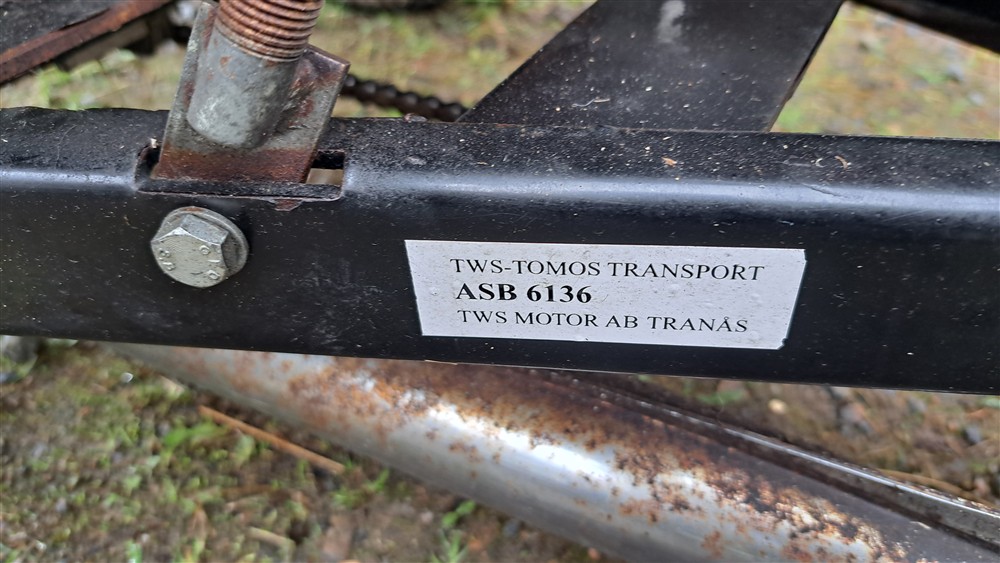 TWS-TOMOS TRANSPORT
ASB 6136
TWS MOTOR AB TRANÅS